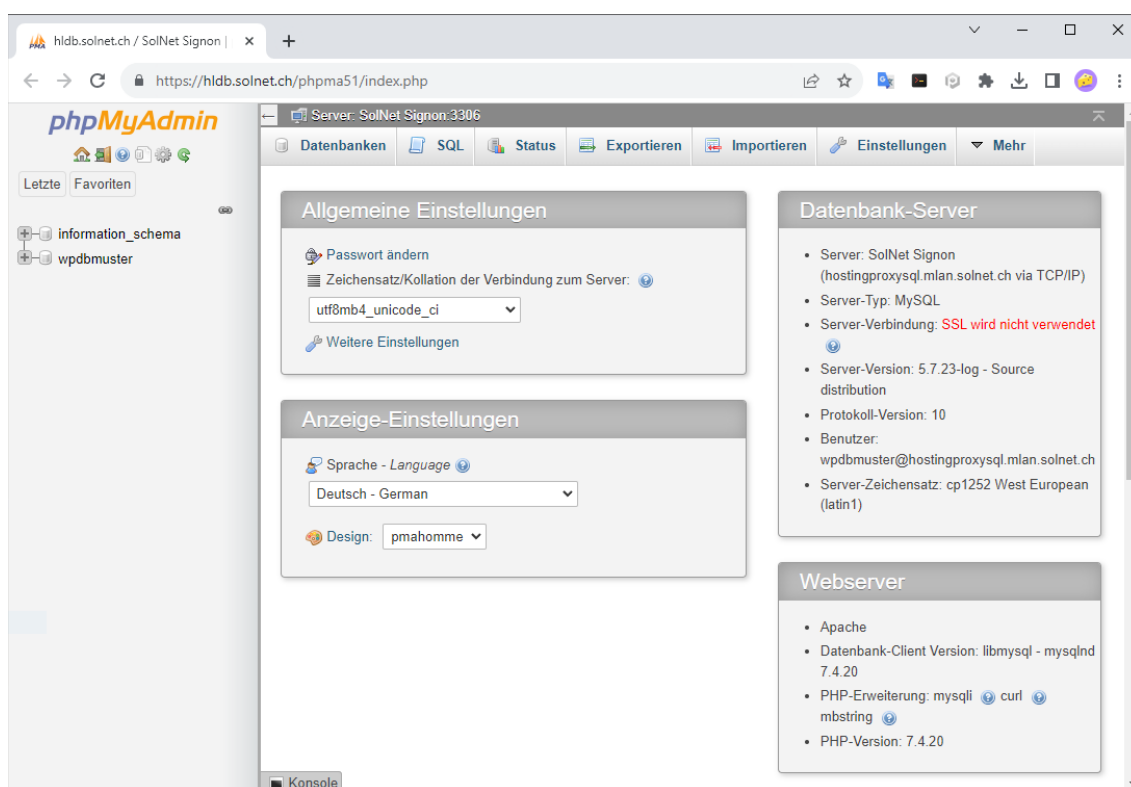 hldb.solnet.ch / SolNet Signon |
https://hldb.solnet.ch/phpma51/index.php
phpMyAdmin
Letzte Favoriten
information_schema
wpdbmuster
Server: SolNet Signon:3306
Datenbanken SQL Status Exportieren Importieren Einstellungen Mehr
Allgemeine Einstellungen
Passwort ändern
Zeichensatz/Kollation der Verbindung zum Server:
utf8mb4_unicode_ci
Weitere Einstellungen
Anzeige-Einstellungen
Sprache - Language
Deutsch - German
Design: pmahomme
Datenbank-Server
Server: SolNet Signon
(hostingproxysql.mlan.solnet.ch via TCP/IP)
Server-Typ: MySQL
Server-Verbindung: SSL wird nicht verwendet
Server-Version: 5.7.23-log - Source
distribution
Protokoll-Version: 10
Benutzer:
wpdbmuster@hostingproxysql.mlan.solnet.ch
Server-Zeichensatz: cp1252 West European
(latin1)
Webserver
Apache
Datenbank-Client Version: libmysql - mysqlnd
7.4.20
PHP-Erweiterung: mysqli curl
mbstring
PHP-Version: 7.4.20
Konsole